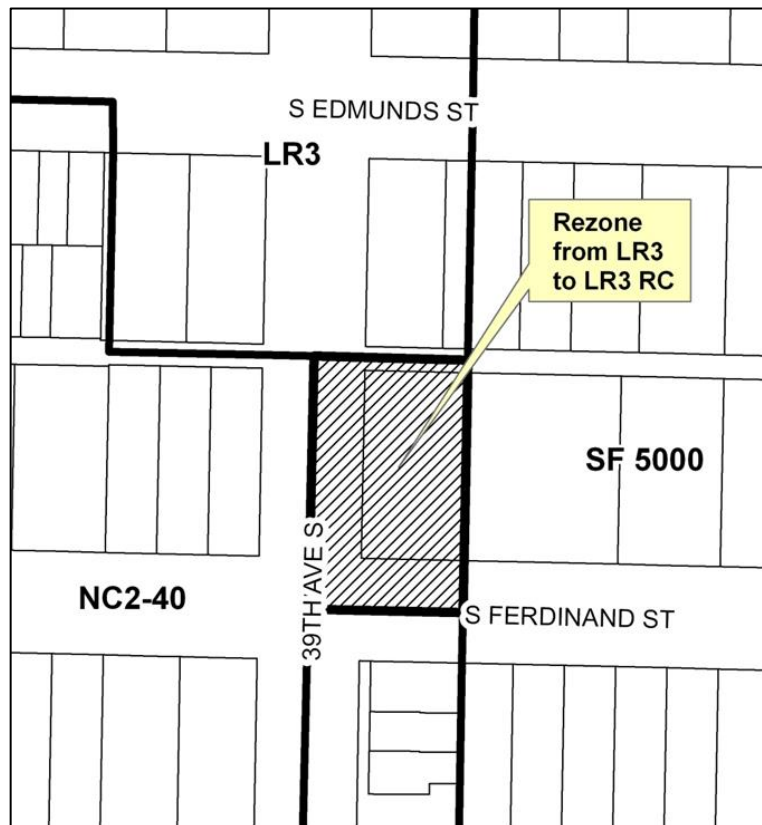 S EDMUNDS ST
LR3
Rezone
from LR3
to LR3 RC
SF 5000
39TH AVE S
NC2-40
S FERDINAND ST